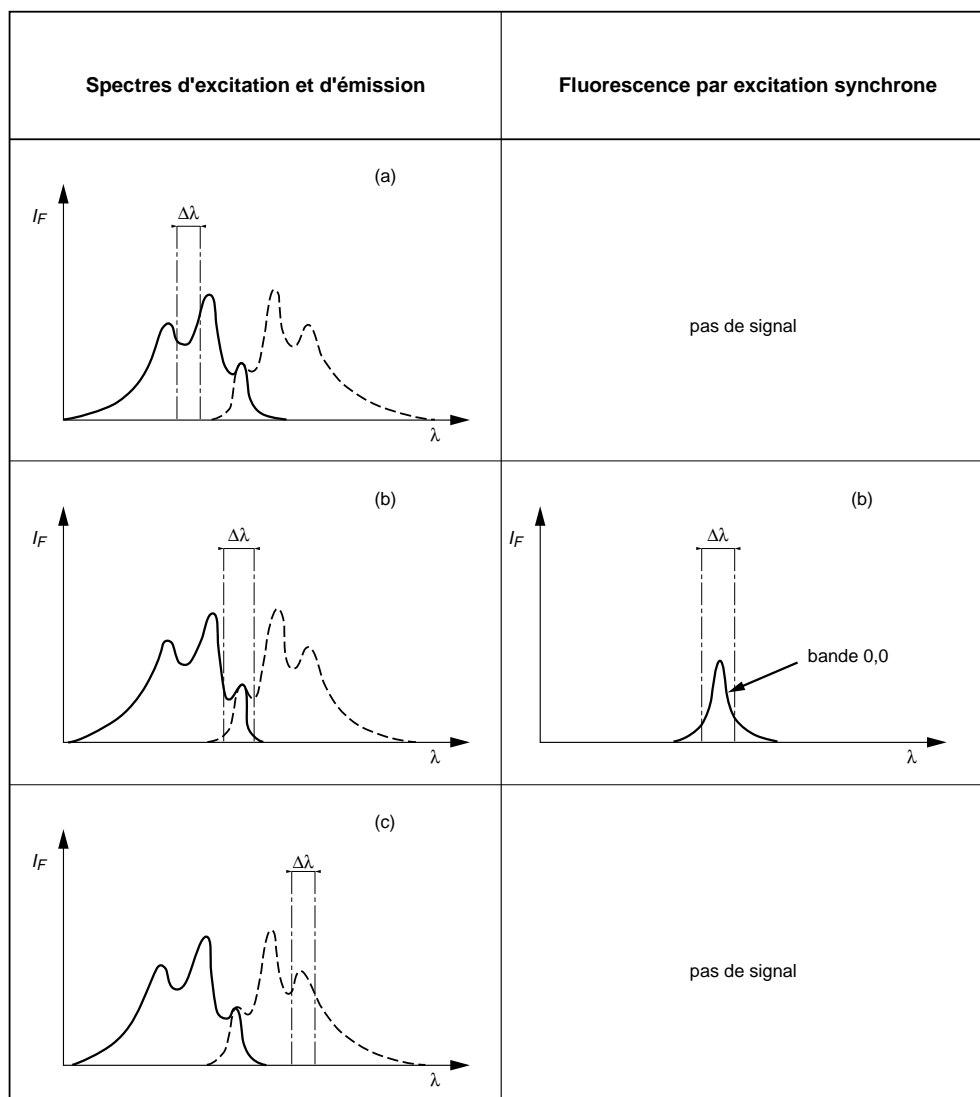 Spectres d'excitation et d'émission
Fluorescence par excitation synchrone
(a)
I_F
Δλ
λ
pas de signal
(b)
I_F
Δλ
λ
(b)
I_F
Δλ
bande 0,0
λ
(c)
I_F
Δλ
λ
pas de signal